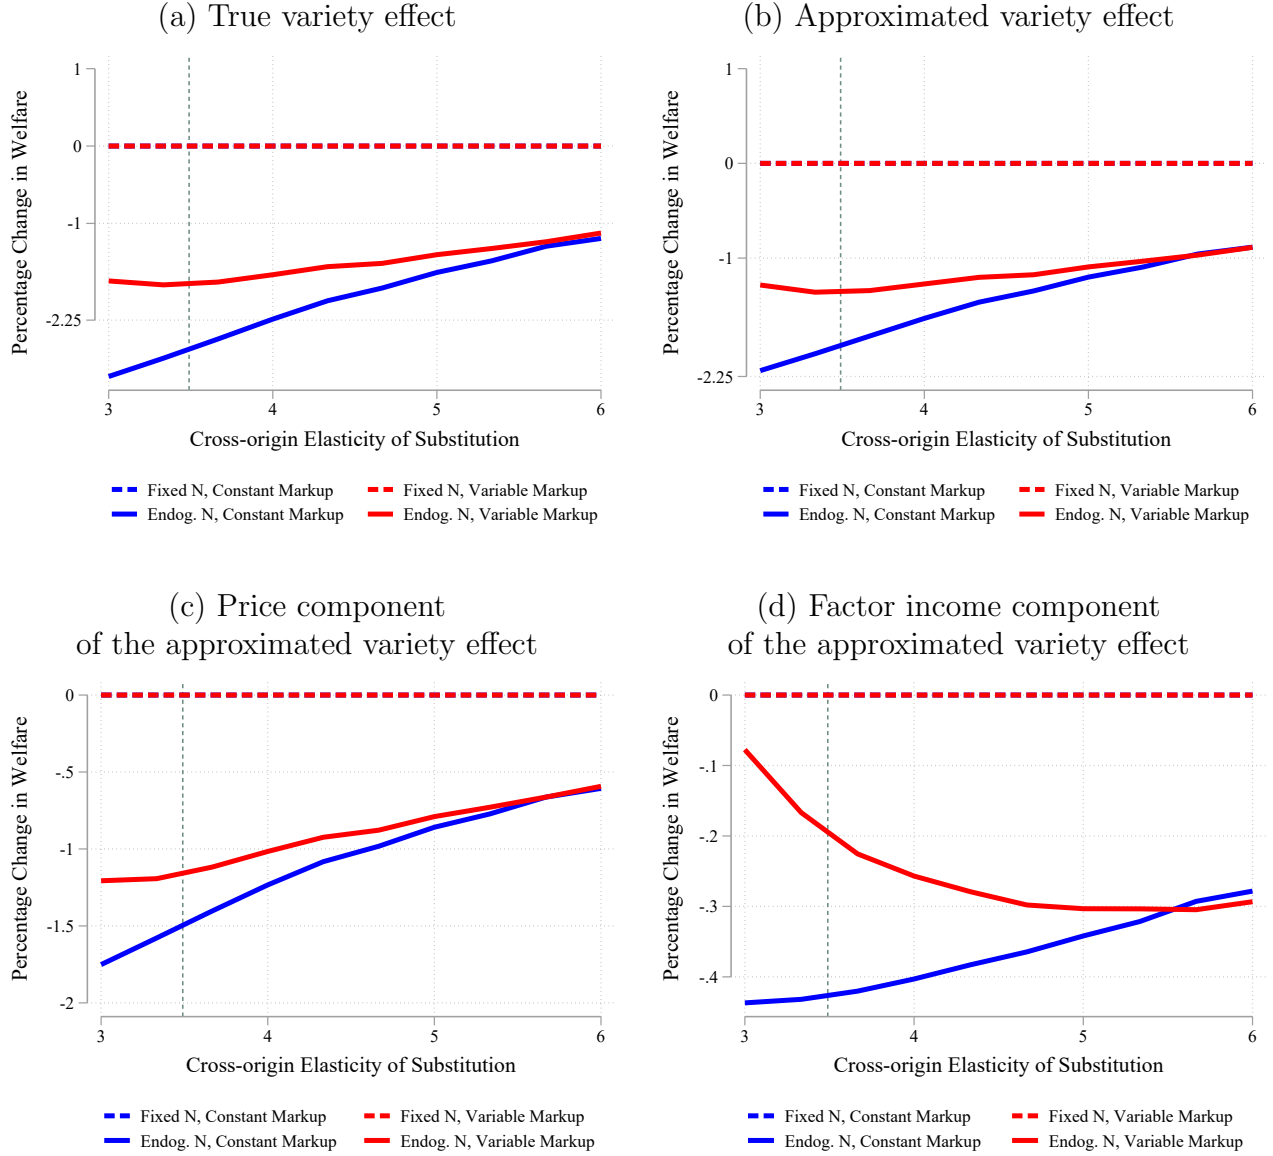 (a) True variety effect
Percentage Change in Welfare
1
0
-1
-2.25
3
4
5
6
Cross-origin Elasticity of Substitution
Fixed N, Constant Markup
Fixed N, Variable Markup
Endog. N, Constant Markup
Endog. N, Variable Markup
(b) Approximated variety effect
Percentage Change in Welfare
1
0
-1
-2.25
3
4
5
6
Cross-origin Elasticity of Substitution
Fixed N, Constant Markup
Fixed N, Variable Markup
Endog. N, Constant Markup
Endog. N, Variable Markup
(c) Price component
of the approximated variety effect
Percentage Change in Welfare
0
-.5
-1
-1.5
-2
3
4
5
6
Cross-origin Elasticity of Substitution
Fixed N, Constant Markup
Fixed N, Variable Markup
Endog. N, Constant Markup
Endog. N, Variable Markup
(d) Factor income component
of the approximated variety effect
Percentage Change in Welfare
0
-.1
-.2
-.3
-.4
3
4
5
6
Cross-origin Elasticity of Substitution
Fixed N, Constant Markup
Fixed N, Variable Markup
Endog. N, Constant Markup
Endog. N, Variable Markup